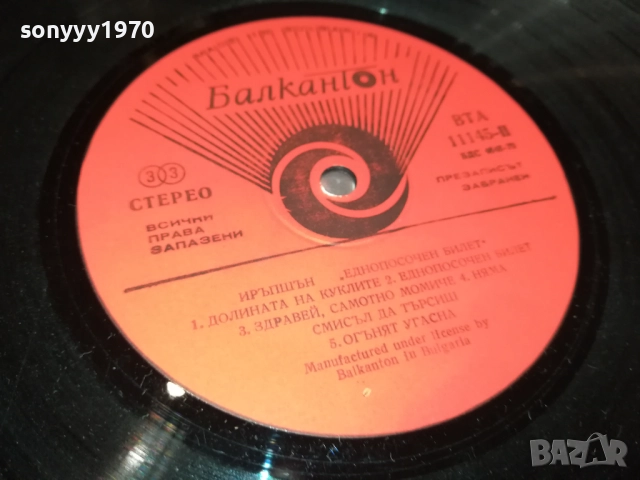 sonyyy1970
Балкантон
ВТА
11145-II
33
СТЕРЕО
ВСИЧКИ
ПРАВА
ЗАПАЗЕНИ
ПРЕЗАПИСЪТ
ЗАБРАНЕН
ИРЪПШЪН „ЕДНОПОСОЧЕН БИЛЕТ“
1. ДОЛИНАТА НА КУКЛИТЕ 2. ЕДНОПОСОЧЕН БИЛЕТ
3. ЗДРАВЕЙ, САМОТНО МОМИЧЕ 4. НЯМА
СМИСЪЛ ДА ТЪРСИШ
5. ОГЪНЯТ УГАСНА
Manufactured under license by
Balkanton in Bulgaria
BAZAR